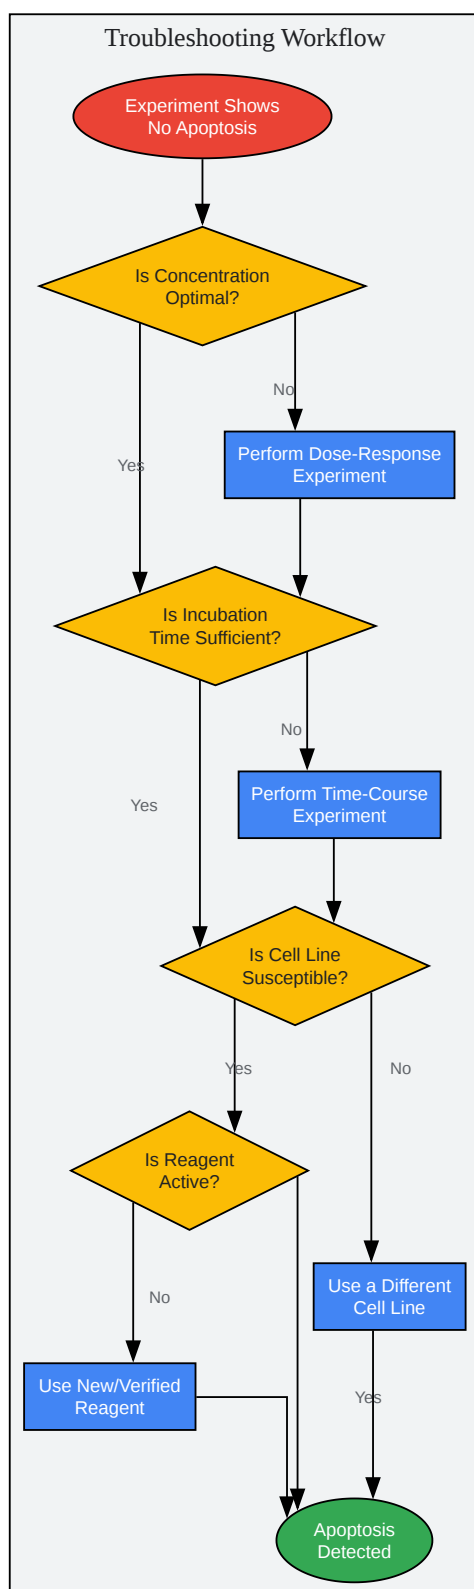 Troubleshooting Workflow
Experiment Shows
No Apoptosis
Is Concentration
Optimal?
No
Perform Dose-Response
Experiment
Yes
Is Incubation
Time Sufficient?
No
Perform Time-Course
Experiment
Yes
Is Cell Line
Susceptible?
Yes
No
Is Reagent
Active?
No
Use a Different
Cell Line
Use New/Verified
Reagent
Yes
Apoptosis
Detected